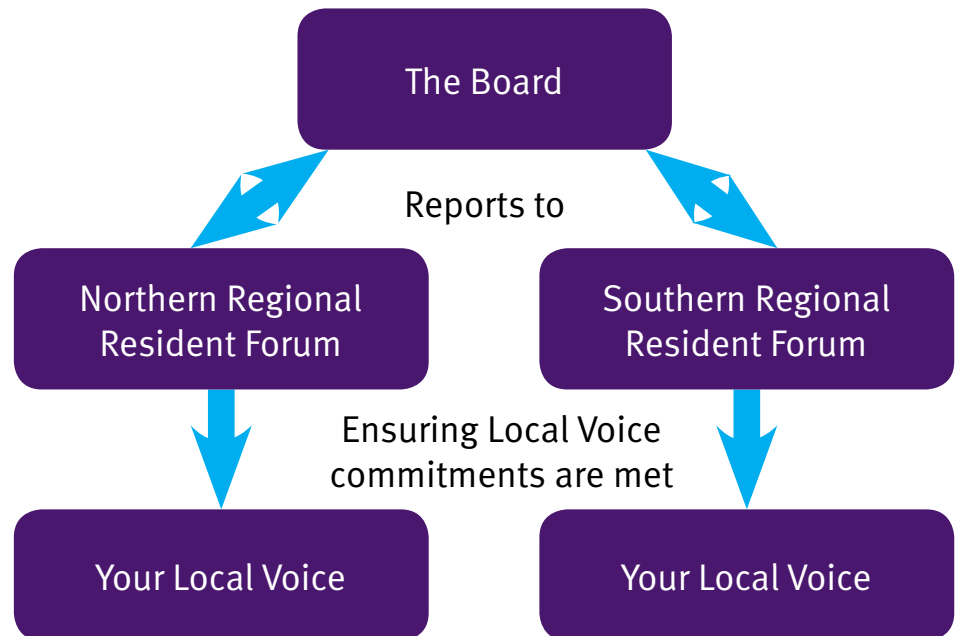 The Board
Reports to
Northern Regional
Resident Forum
Southern Regional
Resident Forum
Ensuring Local Voice
commitments are met
Your Local Voice
Your Local Voice